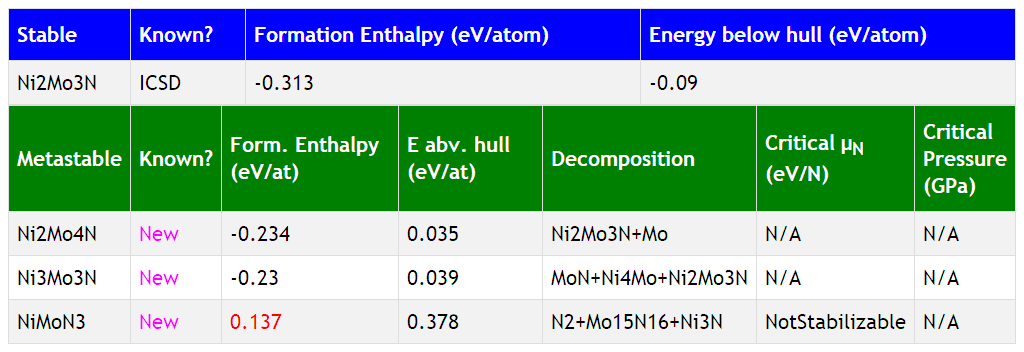 Stable Known? Formation Enthalpy (eV/atom) Energy below hull (eV/atom)
Ni2Mo3N ICSD -0.313 -0.09
Metastable Known? Form. Enthalpy (eV/at) E abv. hull (eV/at) Decomposition Critical μN (eV/N) Critical Pressure (GPa)
Ni2Mo4N New -0.234 0.035 Ni2Mo3N+Mo N/A N/A
Ni3Mo3N New -0.23 0.039 MoN+Ni4Mo+Ni2Mo3N N/A N/A
NiMoN3 New 0.137 0.378 N2+Mo15N16+Ni3N NotStabilizable N/A